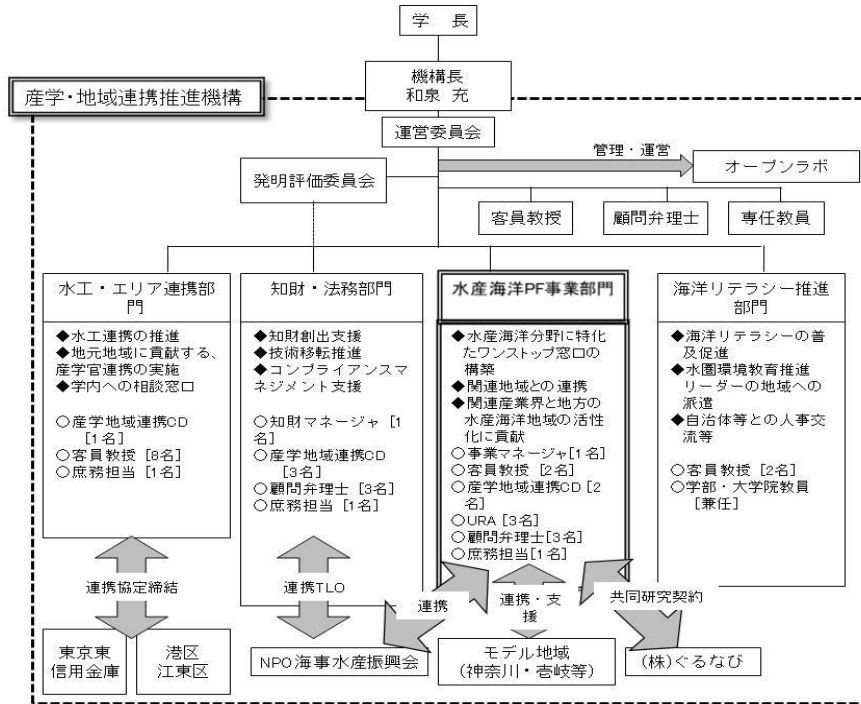 学　長
機構長
和泉 充
産学・地域連携推進機構
運営委員会
管理・運営
オープンラボ
発明評価委員会
客員教授
顧問弁理士
専任教員
水工・エリア連携部
門
◆水工連携の推進
◆地元地域に貢献する、
産学官連携の実施
◆学内への相談窓口
○産学地域連携CD
[1名]
○客員教授 [8名]
○庶務担当 [1名]
知財・法務部門
◆知財創出支援
◆技術移転推進
◆コンプライアンスマ
ネジメント支援
○知財マネージャ [1
名]
○産学地域連携CD
[3名]
○顧問弁理士 [3名]
○庶務担当 [1名]
水産海洋PF事業部門
◆水産海洋分野に特化
たワンストップ窓口の
構築
◆関連地域との連携
◆関連産業界と地方の
水産海洋地域の活性
化に貢献
○事業マネージャ[1名]
○客員教授 [2名]
○産学地域連携CD [2
名]
○URA [3名]
○顧問弁理士[3名]
○庶務担当[1名]
海洋リテラシー推進
部門
◆海洋リテラシーの普
及促進
◆水圏環境教育推進
リーダーの地域への
派遣
◆自治体等との人事交
流等
○客員教授 [2名]
○学部・大学院教員
[兼任]
連携協定締結
連携TLO
連携
連携・支
援
共同研究契約
東京東
信用金庫
港区
江東区
NPO海事水産振興会
モデル地域
(神奈川・壱岐等)
(株)ぐるなび